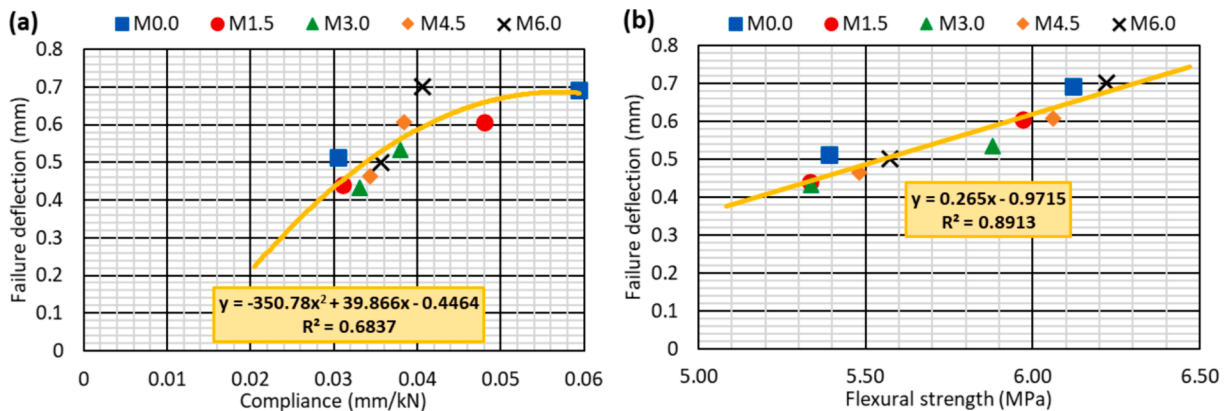 (a)
M0.0 M1.5 M3.0 M4.5 M6.0
0.8
0.7
0.6
0.5
0.4
0.3
0.2
0.1
0
Failure deflection (mm)
y = -350.78x² + 39.866x - 0.4464
R² = 0.6837
0 0.01 0.02 0.03 0.04 0.05 0.06
Compliance (mm/kN)
(b)
M0.0 M1.5 M3.0 M4.5 M6.0
0.8
0.7
0.6
0.5
0.4
0.3
0.2
0.1
0
Failure deflection (mm)
y = 0.265x - 0.9715
R² = 0.8913
5.00 5.50 6.00 6.50
Flexural strength (MPa)